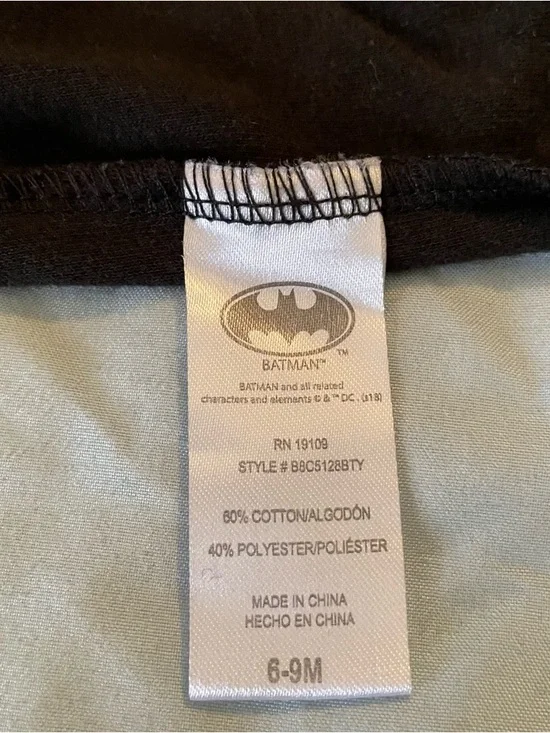 BATMAN™
BATMAN and all related
characters and elements © & ™ DC. (s18)
RN 19109
STYLE # B8C5128BTY
60% COTTON/ALGODÓN
40% POLYESTER/POLIÉSTER
MADE IN CHINA
HECHO EN CHINA
6-9M